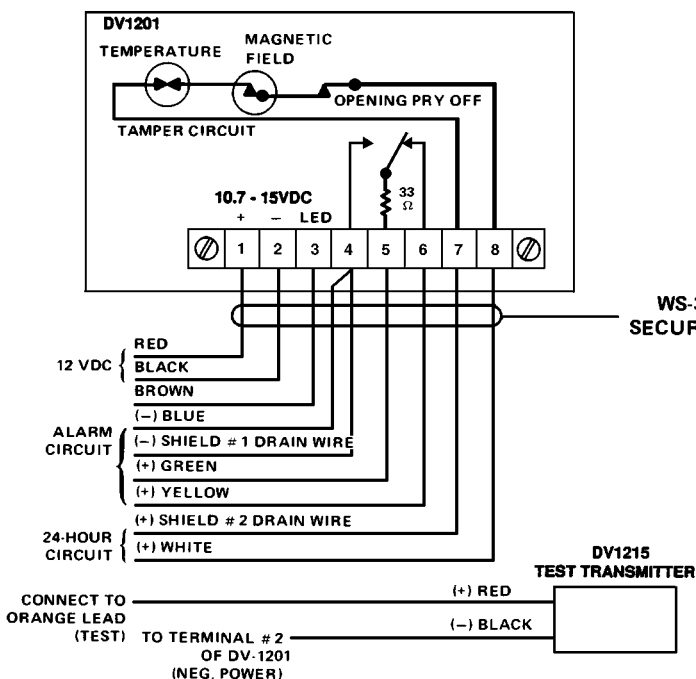 DV1201
TEMPERATURE
MAGNETIC
FIELD
OPENING PRY OFF
TAMPER CIRCUIT
33
Ω
10.7 - 15VDC
+ – LED
1 2 3 4 5 6 7 8
WS-3
SECUR
12 VDC
RED
BLACK
BROWN
ALARM
CIRCUIT
(–) BLUE
(–) SHIELD # 1 DRAIN WIRE
(+) GREEN
(+) YELLOW
24-HOUR
CIRCUIT
(+) SHIELD # 2 DRAIN WIRE
(+) WHITE
DV1215
TEST TRANSMITTER
CONNECT TO
ORANGE LEAD
(TEST)
(+) RED
TO TERMINAL # 2
OF DV-1201
(NEG. POWER)
(–) BLACK